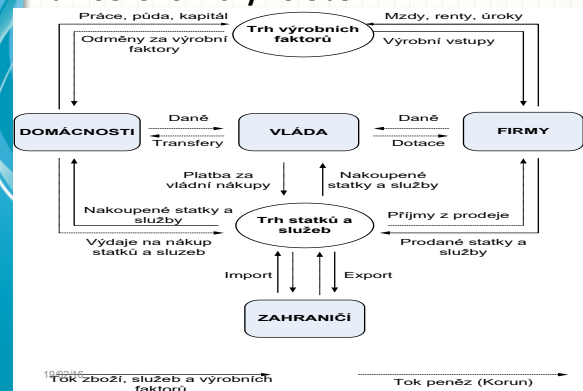 Práce, půda, kapitál
Mzdy, renty, úroky
Trh výrobních
faktorů
Odměny za výrobní
faktory
Výrobní vstupy
DOMÁCNOSTI
Daně
Transfery
VLÁDA
Daně
Dotace
FIRMY
Platba za
vládní nákupy
Nakoupené
statky a služby
Nakoupené statky a
služby
Trh statků a
služeb
Příjmy z prodeje
Výdaje na nákup
statků a sluzeb
Prodané statky a
služby
Import
Export
ZAHRANIČÍ
Tok zboží, služeb a výrobních
faktorů
Tok peněz (Korun)